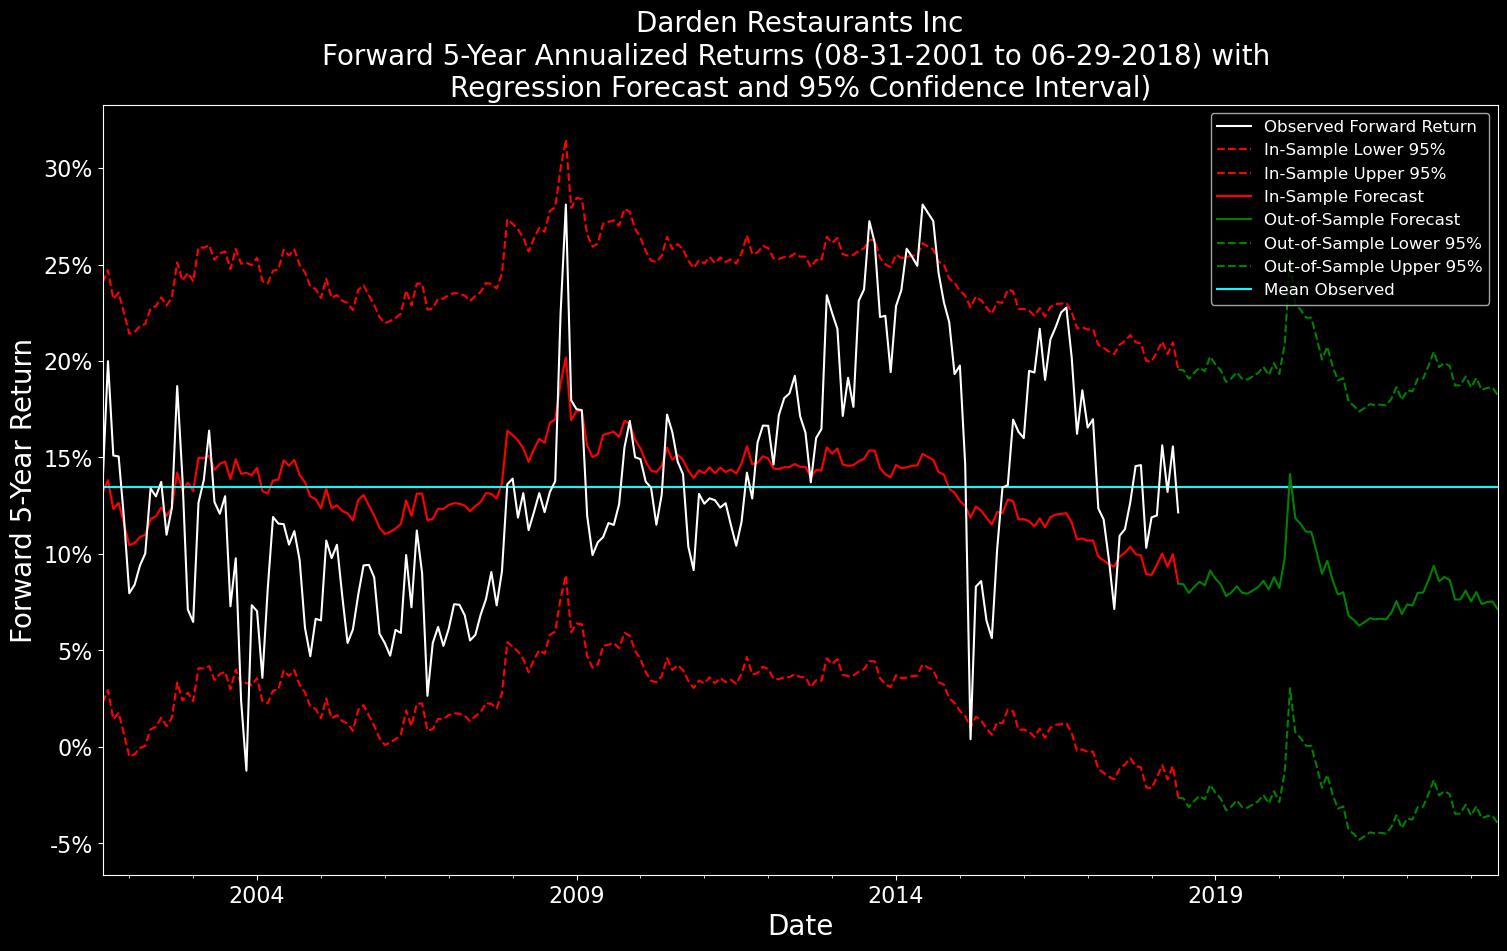 Darden Restaurants Inc
Forward 5-Year Annualized Returns (08-31-2001 to 06-29-2018) with
Regression Forecast and 95% Confidence Interval)
Observed Forward Return
In-Sample Lower 95%
In-Sample Upper 95%
In-Sample Forecast
Out-of-Sample Forecast
Out-of-Sample Lower 95%
Out-of-Sample Upper 95%
Mean Observed
Forward 5-Year Return
30%
25%
20%
15%
10%
5%
0%
-5%
2004
2009
2014
2019
Date